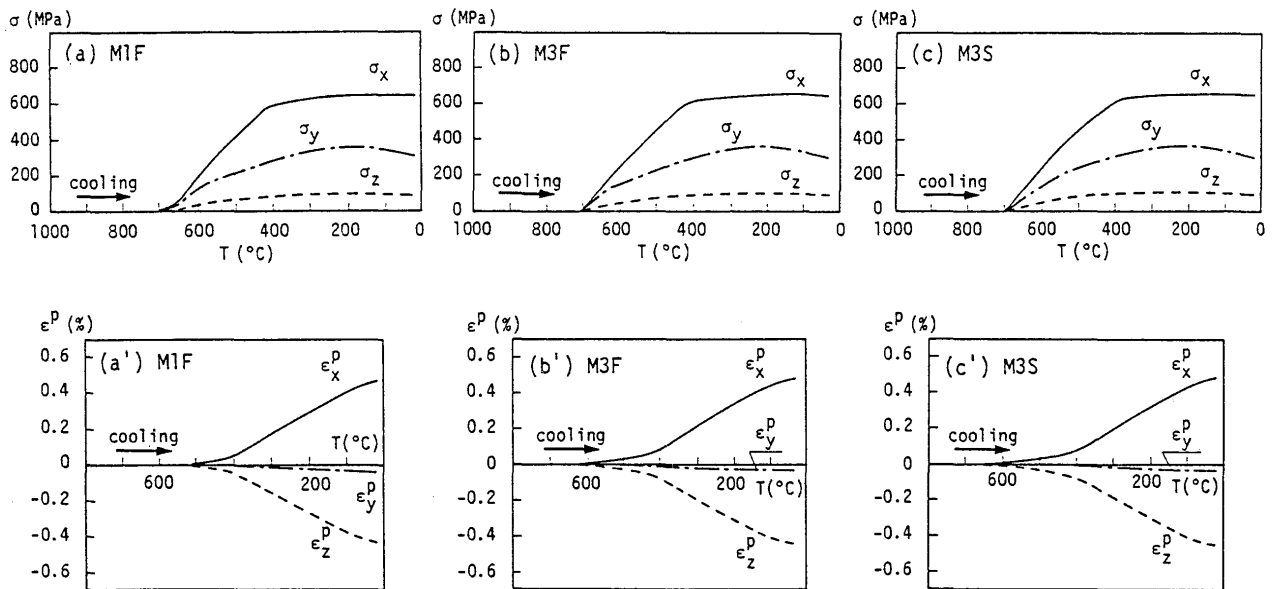 σ (MPa)
(a) M1F
800
600
400
200
0
σx
σy
σz
cooling
1000 800 600 400 200 0
T (°C)
σ (MPa)
(b) M3F
800
600
400
200
0
σx
σy
σz
cooling
1000 800 600 400 200 0
T (°C)
σ (MPa)
(c) M3S
800
600
400
200
0
σx
σy
σz
cooling
1000 800 600 400 200 0
T (°C)
εᵖ (%)
(a') M1F
0.6
0.4
0.2
0
-0.2
-0.4
-0.6
εxᵖ
cooling
T(°C)
600 200
εyᵖ
εzᵖ
εᵖ (%)
(b') M3F
0.6
0.4
0.2
0
-0.2
-0.4
-0.6
εxᵖ
cooling
εyᵖ
600 200
T(°C)
εzᵖ
εᵖ (%)
(c') M3S
0.6
0.4
0.2
0
-0.2
-0.4
-0.6
εxᵖ
cooling
εyᵖ
600 200
T(°C)
εzᵖ